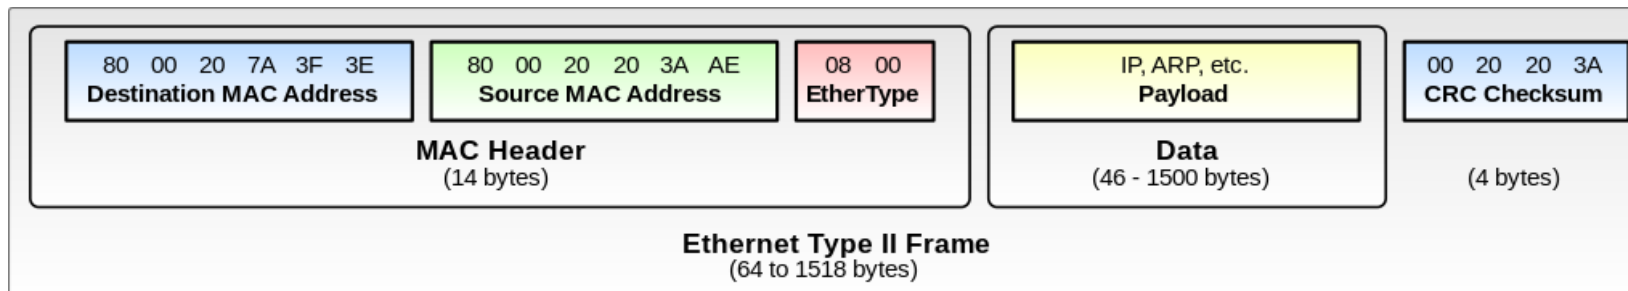 80 00 20 7A 3F 3E
Destination MAC Address
80 00 20 20 3A AE
Source MAC Address
08 00
EtherType
IP, ARP, etc.
Payload
00 20 20 3A
CRC Checksum
MAC Header
(14 bytes)
Data
(46 - 1500 bytes)
(4 bytes)
Ethernet Type II Frame
(64 to 1518 bytes)